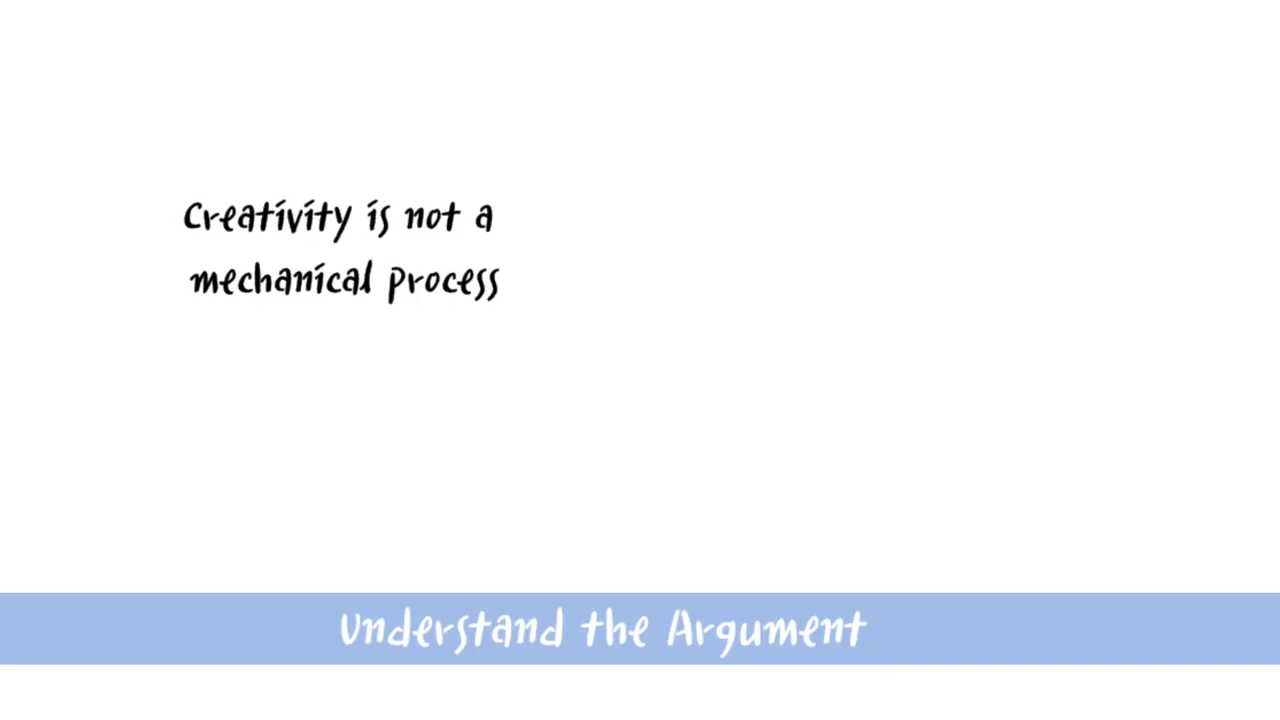 Creativity is not a
mechanical process
Understand the Argument